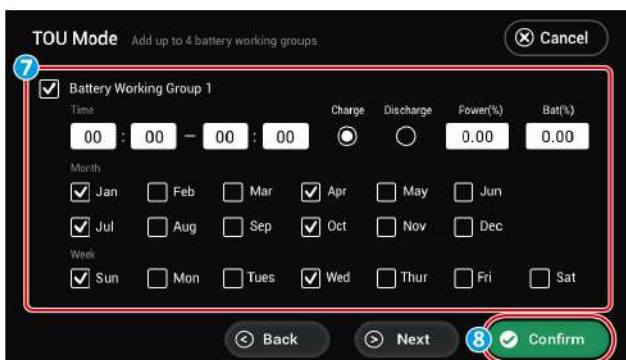 TOU Mode Add up to 4 battery working groups Cancel
7
Battery Working Group 1
Time Charge Discharge Power(%) Bat(%)
00 : 00 — 00 : 00 0.00 0.00
Month
Jan Feb Mar Apr May Jun
Jul Aug Sep Oct Nov Dec
Week
Sun Mon Tues Wed Thur Fri Sat
Back Next 8 Confirm